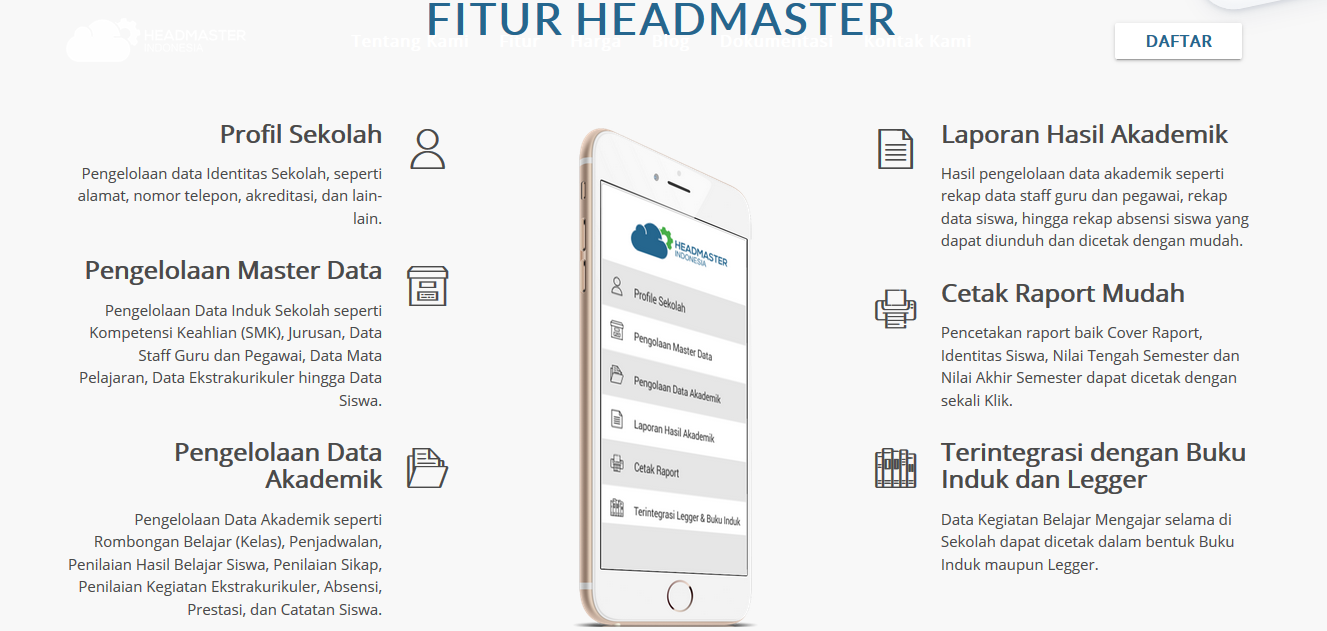 FITUR HEADMASTER
HEADMASTER
INDONESIA
Tentang Kami Fitur Harga Blog Dokumentasi Kontak Kami
DAFTAR
Profil Sekolah
Pengelolaan data Identitas Sekolah, seperti
alamat, nomor telepon, akreditasi, dan lain-
lain.
Pengelolaan Master Data
Pengelolaan Data Induk Sekolah seperti
Kompetensi Keahlian (SMK), Jurusan, Data
Staff Guru dan Pegawai, Data Mata
Pelajaran, Data Ekstrakurikuler hingga Data
Siswa.
Pengelolaan Data
Akademik
Pengelolaan Data Akademik seperti
Rombongan Belajar (Kelas), Penjadwalan,
Penilaian Hasil Belajar Siswa, Penilaian Sikap,
Penilaian Kegiatan Ekstrakurikuler, Absensi,
Prestasi, dan Catatan Siswa.
HEADMASTER
INDONESIA
Profile Sekolah
Pengolaan Master Data
Pengolaan Data Akademik
Laporan Hasil Akademik
Cetak Raport
Terintegrasi Legger & Buku Induk
Laporan Hasil Akademik
Hasil pengelolaan data akademik seperti
rekap data staff guru dan pegawai, rekap
data siswa, hingga rekap absensi siswa yang
dapat diunduh dan dicetak dengan mudah.
Cetak Raport Mudah
Pencetakan raport baik Cover Raport,
Identitas Siswa, Nilai Tengah Semester dan
Nilai Akhir Semester dapat dicetak dengan
sekali Klik.
Terintegrasi dengan Buku
Induk dan Legger
Data Kegiatan Belajar Mengajar selama di
Sekolah dapat dicetak dalam bentuk Buku
Induk maupun Legger.